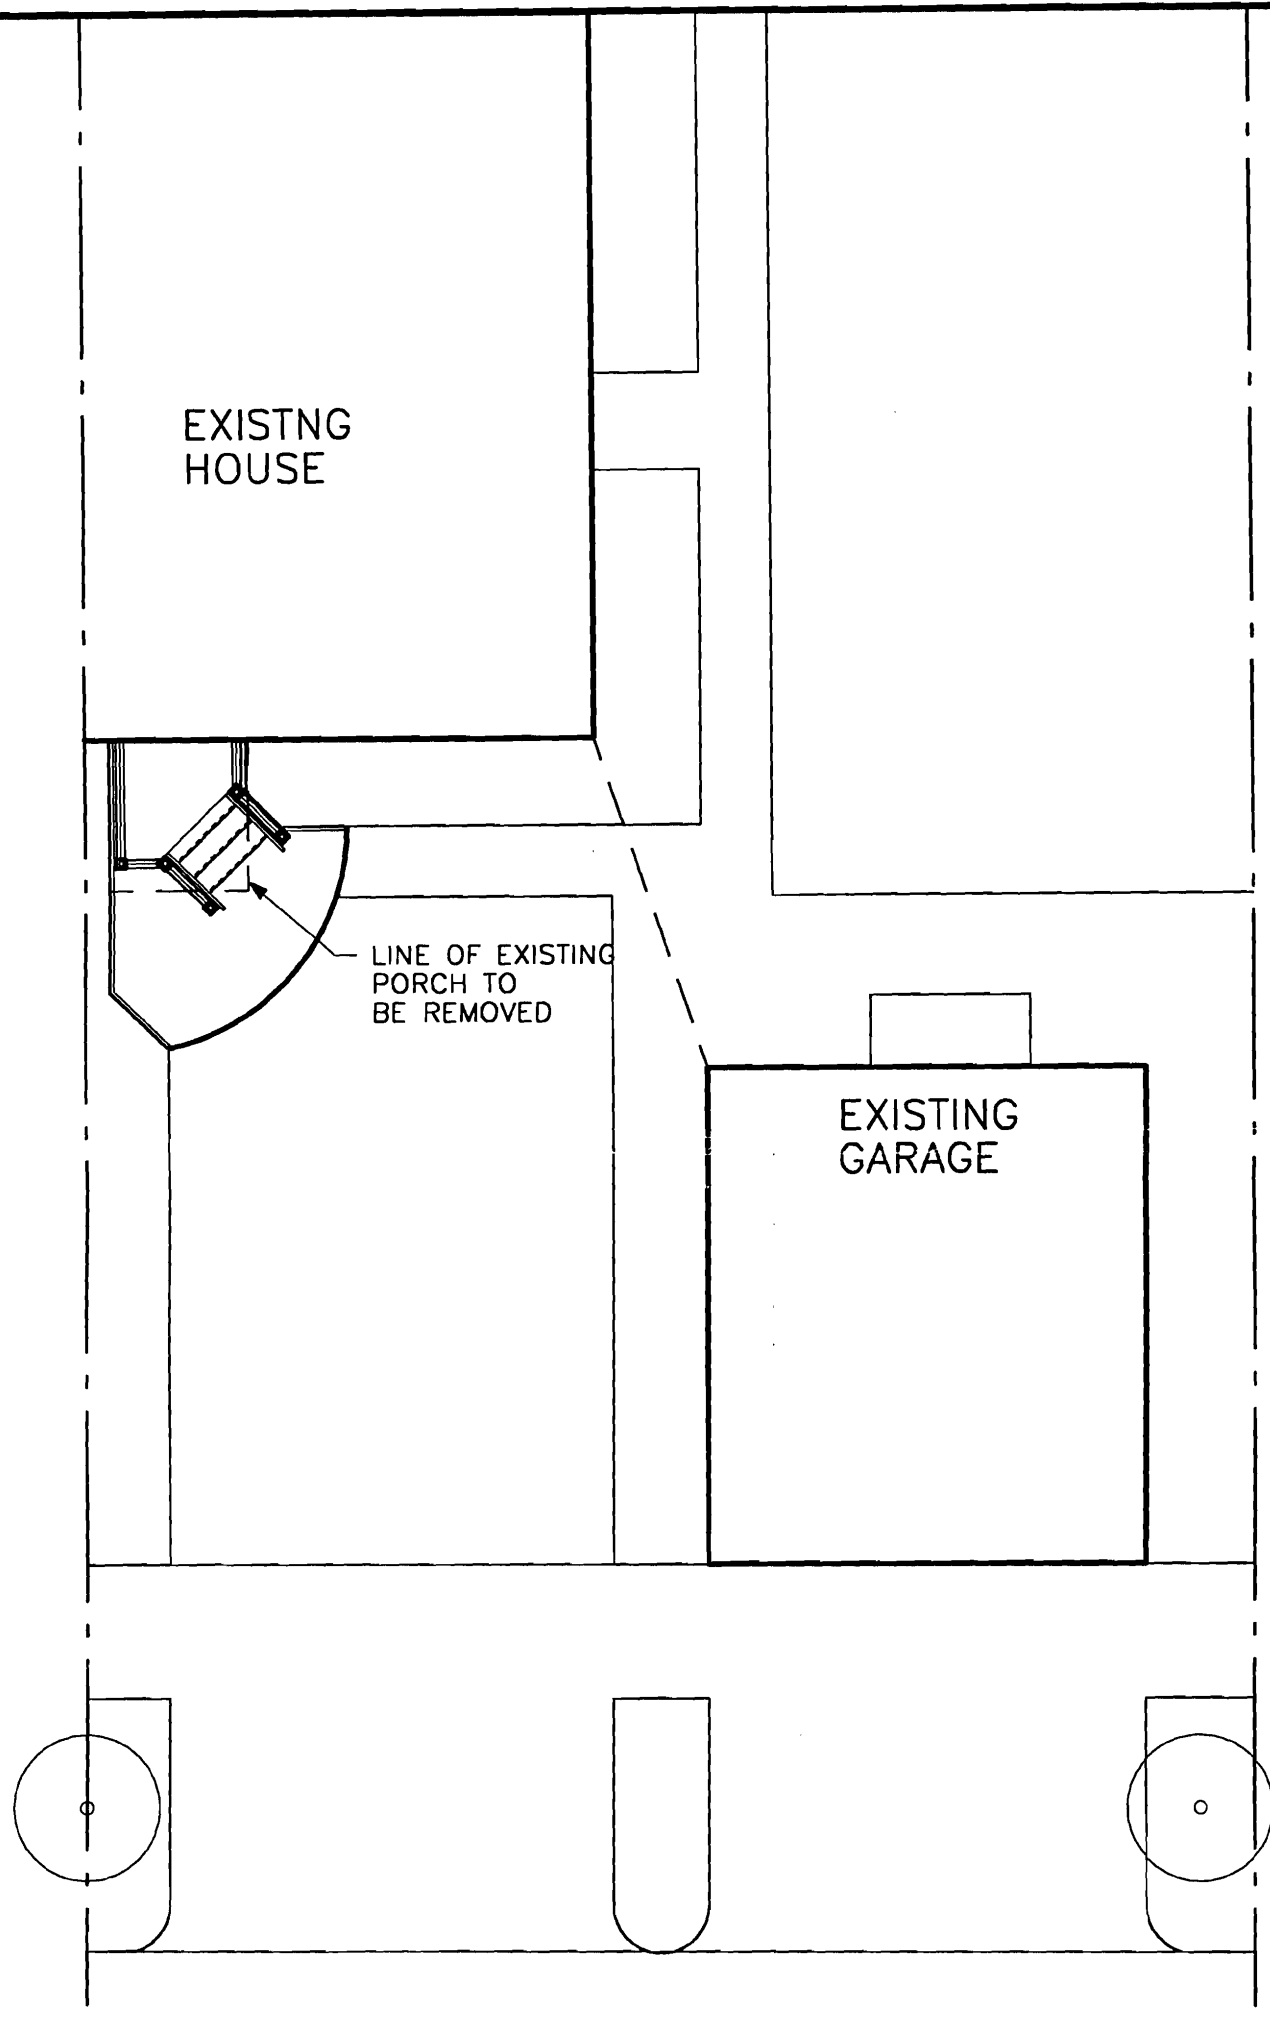 EXISTNG
HOUSE
LINE OF EXISTING
PORCH TO
BE REMOVED
EXISTING
GARAGE